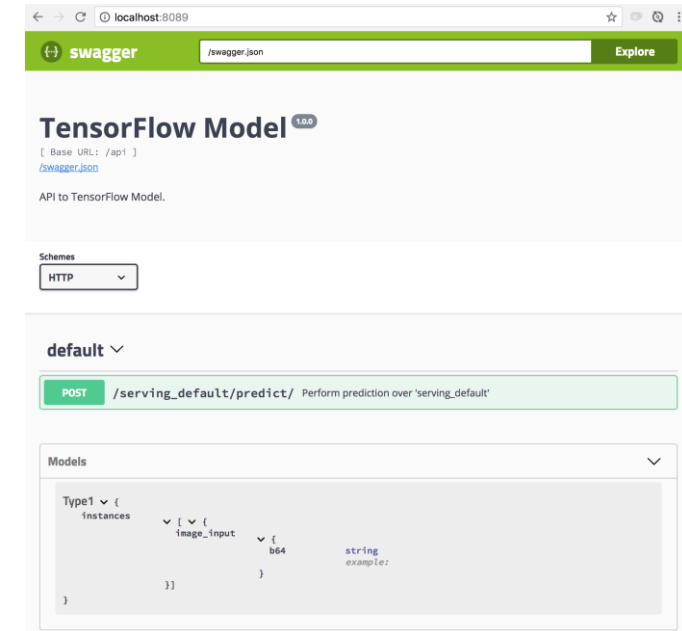 localhost:8089
{··} swagger /swagger.json Explore
TensorFlow Model 1.0.0
[ Base URL: /api ]
/swagger.json
API to TensorFlow Model.
Schemes
HTTP
default
POST /serving_default/predict/ Perform prediction over 'serving_default'
Models
Type1 {
instances [ {
image_input {
b64 string
example:
}
}]
}